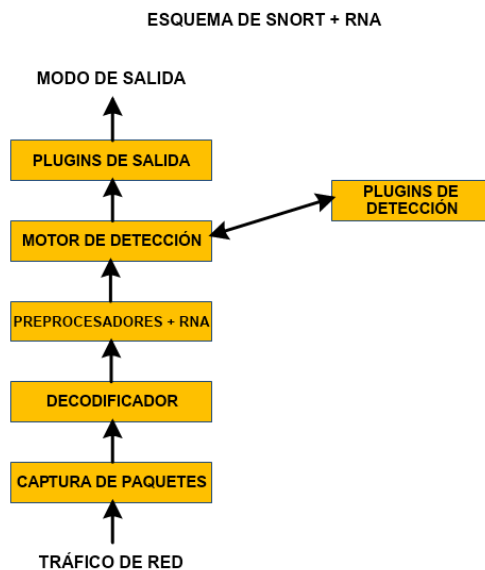 ESQUEMA DE SNORT + RNA
MODO DE SALIDA
PLUGINS DE SALIDA
PLUGINS DE
DETECCIÓN
MOTOR DE DETECCIÓN
PREPROCESADORES + RNA
DECODIFICADOR
CAPTURA DE PAQUETES
TRÁFICO DE RED